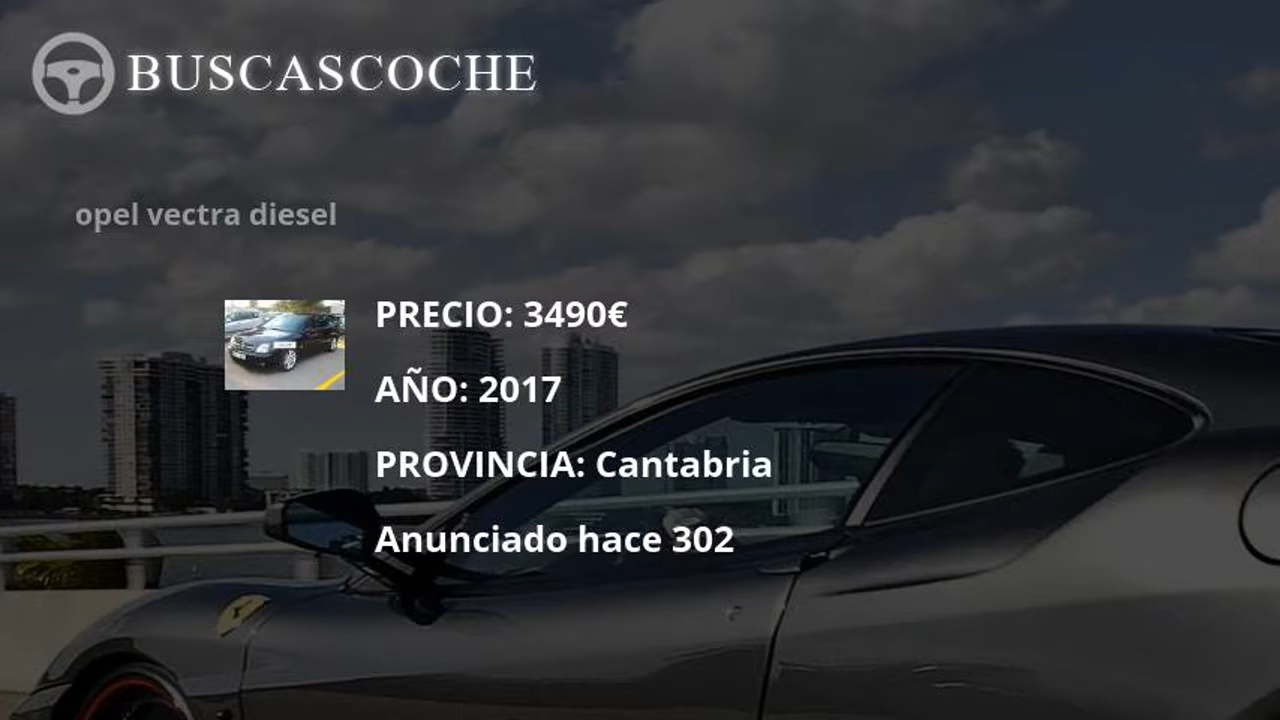 BUSCASCOCHE
opel vectra diesel
PRECIO: 3490€
AÑO: 2017
PROVINCIA: Cantabria
Anunciado hace 302